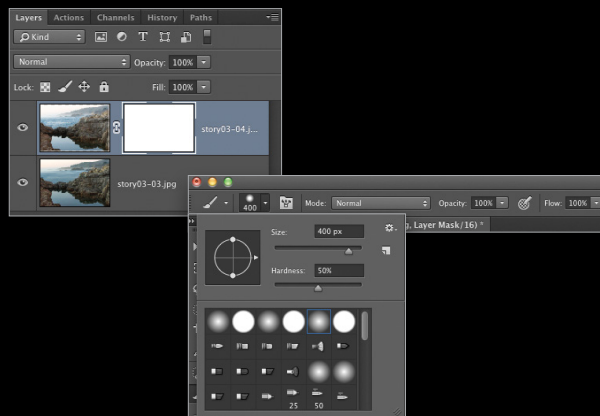 Layers Actions Channels History Paths
Kind
Normal Opacity: 100%
Lock: Fill: 100%
story03-04.j...
story03-03.jpg
400 Mode: Normal Opacity: 100% Flow: 100%
g, Layer Mask/16) *
Size: 400 px
Hardness: 50%
25 50